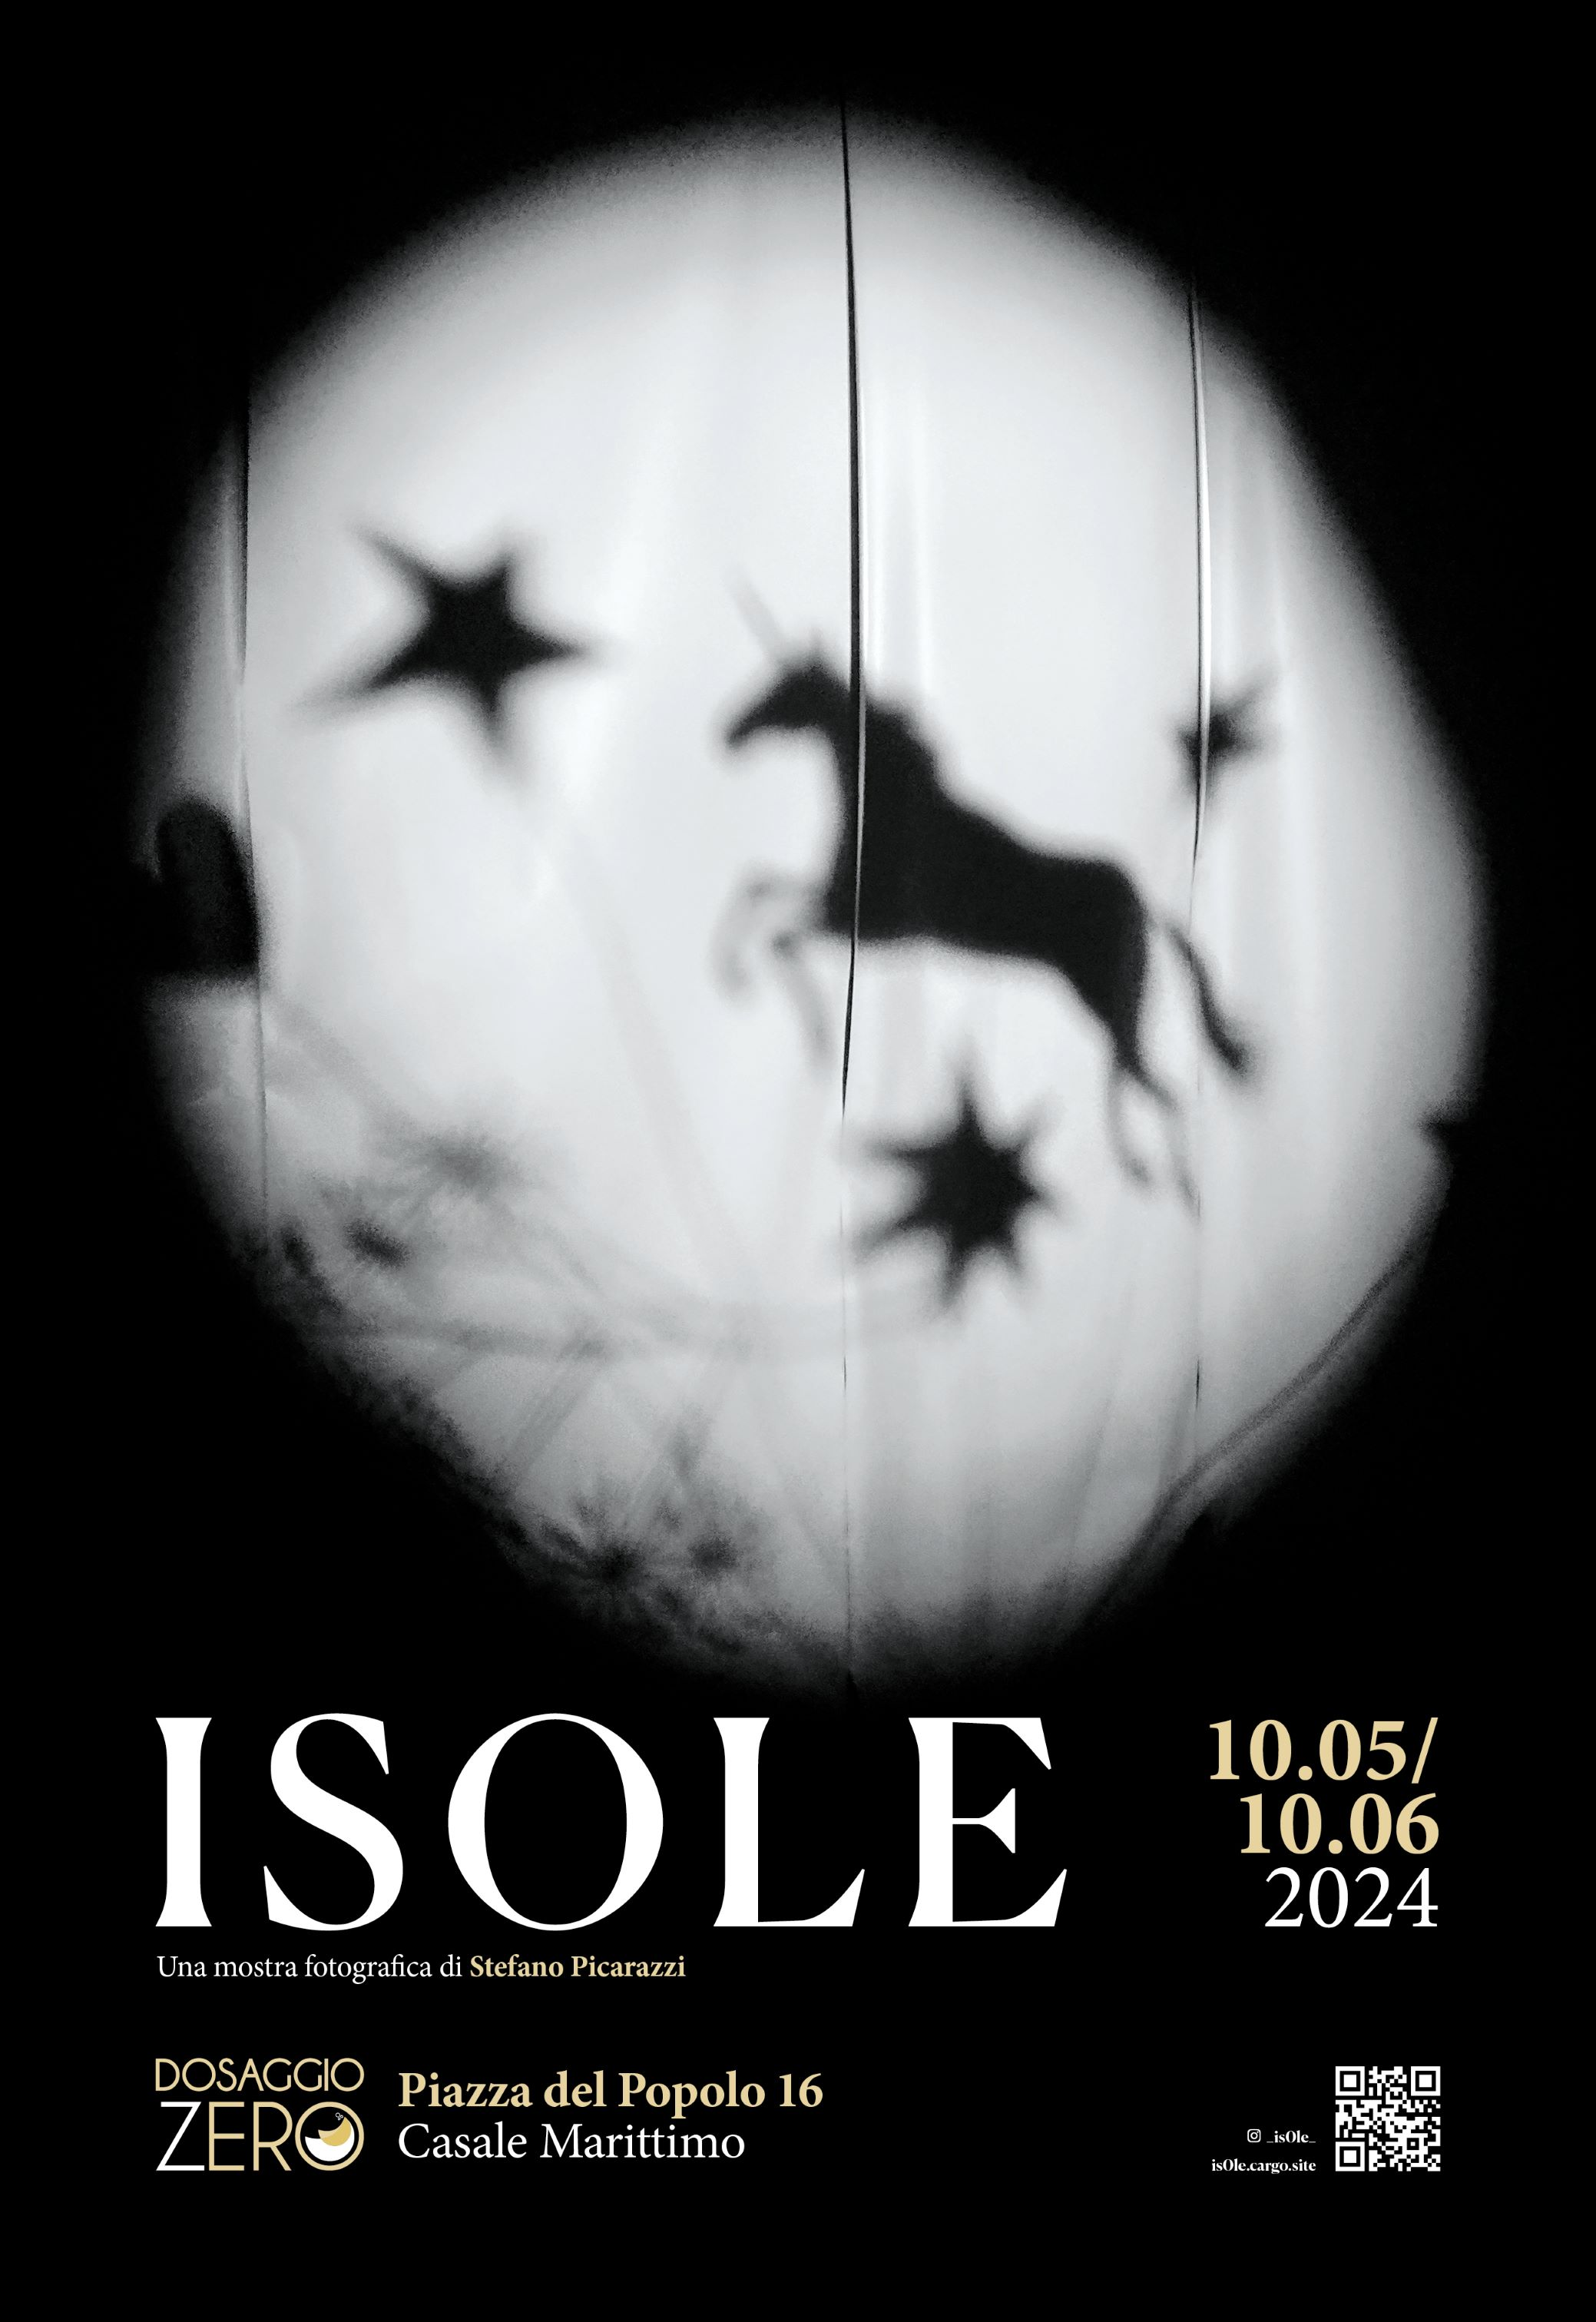 ISOLE
10.05/
10.06
2024
Una mostra fotografica di Stefano Picarazzi
DOSAGGIO
ZERO
Piazza del Popolo 16
Casale Marittimo
_is0le_
is0le.cargo.site